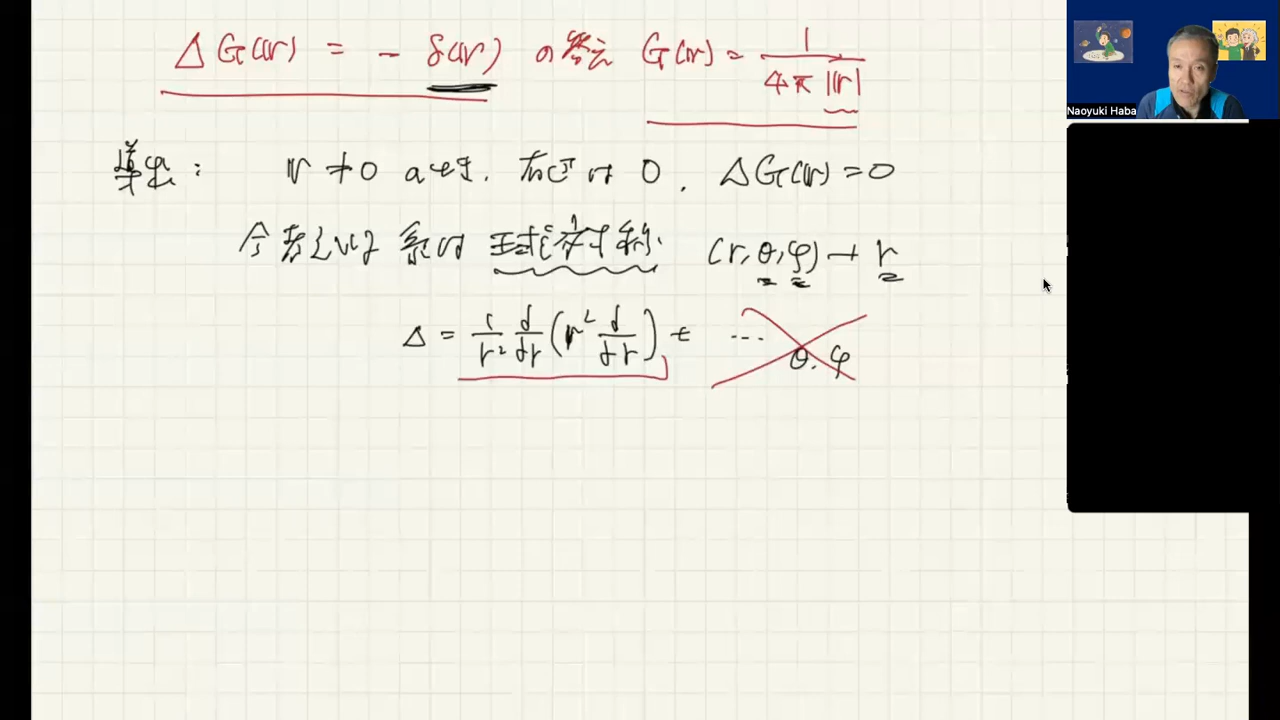 ΔG(𝕣) = - δ(𝕣) の答え G(𝕣) = 1/(4π|𝕣|)
Naoyuki Haba
導出: 𝕣 ≠ 0 のとき、右辺は 0、ΔG(𝕣) = 0
今考えている系は 球対称. (r, θ, φ) → r
Δ = 1/r² d/dr (r² d/dr) + ... θ, φ